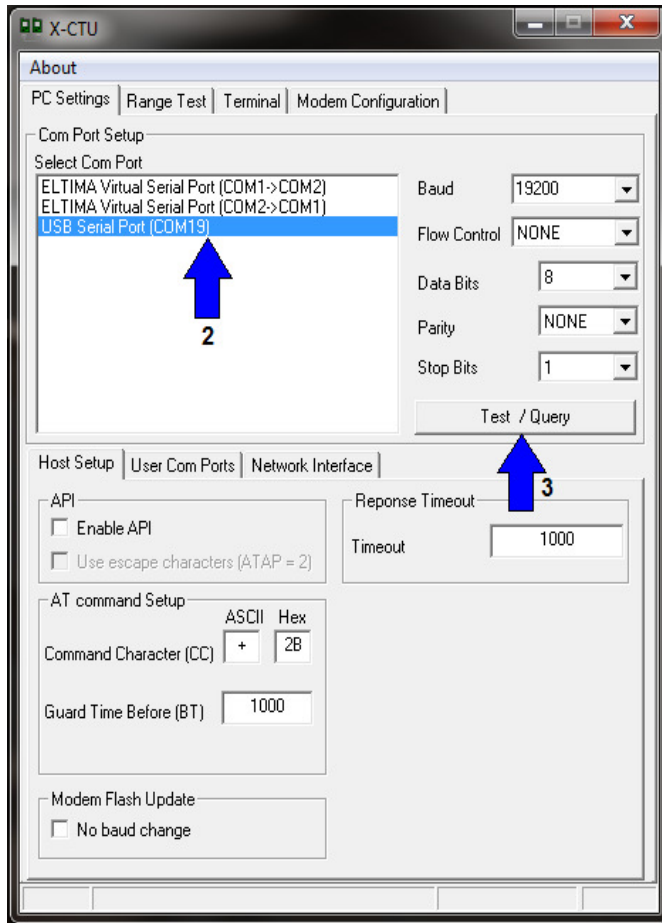 X-CTU
About
PC Settings Range Test Terminal Modem Configuration
Com Port Setup
Select Com Port
ELTIMA Virtual Serial Port (COM1->COM2)
ELTIMA Virtual Serial Port (COM2->COM1)
USB Serial Port (COM19)
2
Baud 19200
Flow Control NONE
Data Bits 8
Parity NONE
Stop Bits 1
Test / Query
3
Host Setup User Com Ports Network Interface
API
Enable API
Use escape characters (ATAP = 2)
Reponse Timeout
Timeout 1000
AT command Setup
ASCII Hex
Command Character (CC) + 2B
Guard Time Before (BT) 1000
Modem Flash Update
No baud change